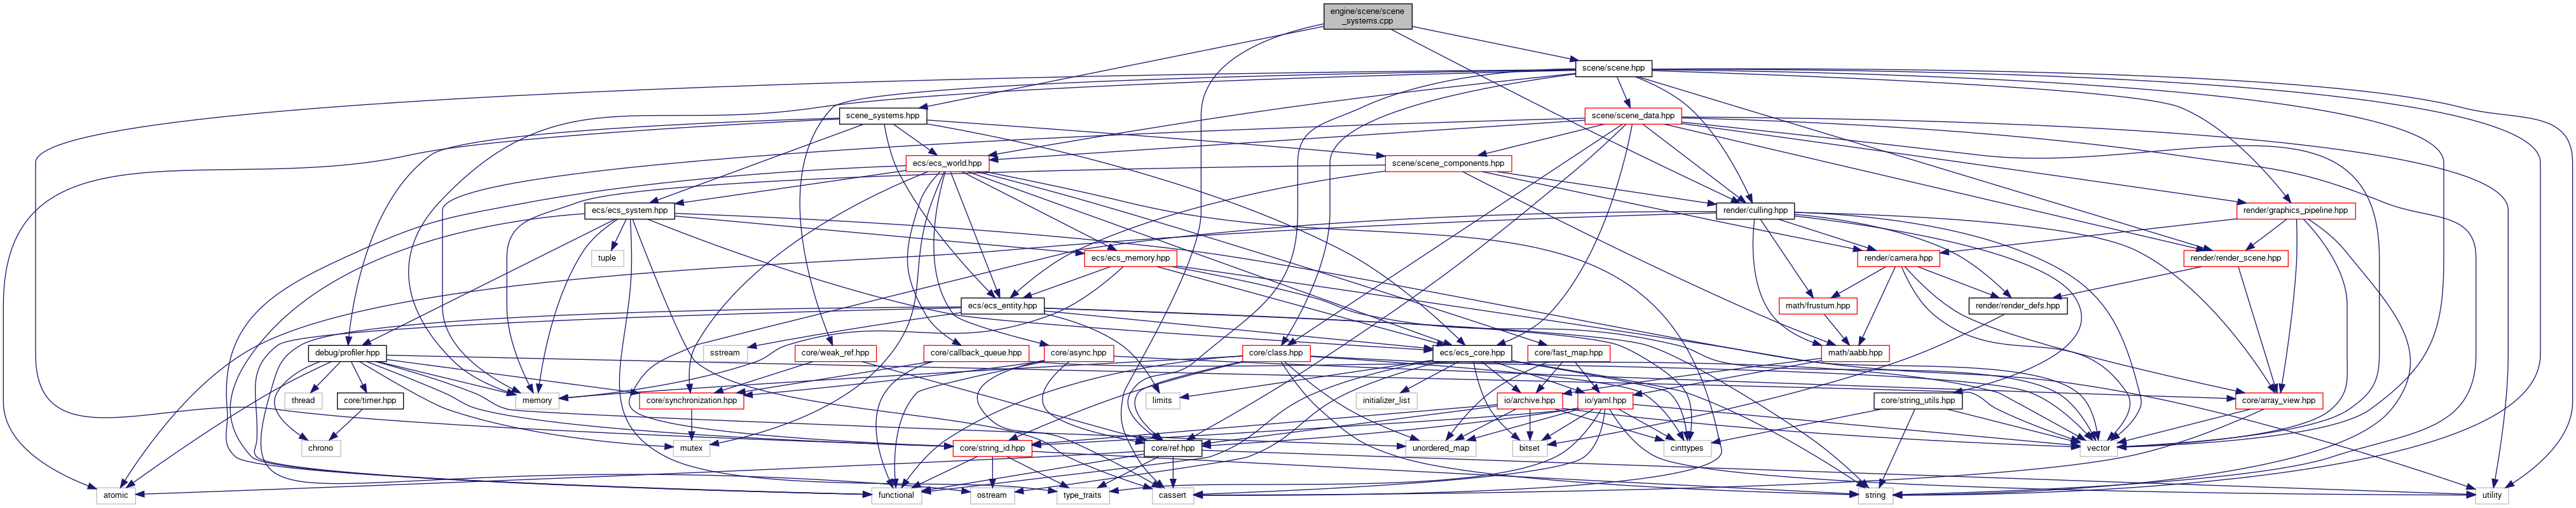 engine/scene/scene
_systems.cpp
scene/scene.hpp
scene_systems.hpp
scene/scene_data.hpp
ecs/ecs_world.hpp
scene/scene_components.hpp
ecs/ecs_system.hpp
render/culling.hpp
render/graphics_pipeline.hpp
tuple
ecs/ecs_memory.hpp
render/camera.hpp
render/render_scene.hpp
ecs/ecs_entity.hpp
math/frustum.hpp
render/render_defs.hpp
debug/profiler.hpp
sstream
core/weak_ref.hpp
core/callback_queue.hpp
core/async.hpp
core/class.hpp
ecs/ecs_core.hpp
core/fast_map.hpp
math/aabb.hpp
thread
core/timer.hpp
memory
core/synchronization.hpp
limits
initializer_list
io/archive.hpp
io/yaml.hpp
core/string_utils.hpp
core/array_view.hpp
chrono
mutex
core/string_id.hpp
core/ref.hpp
unordered_map
bitset
cinttypes
vector
atomic
functional
ostream
type_traits
cassert
string
utility